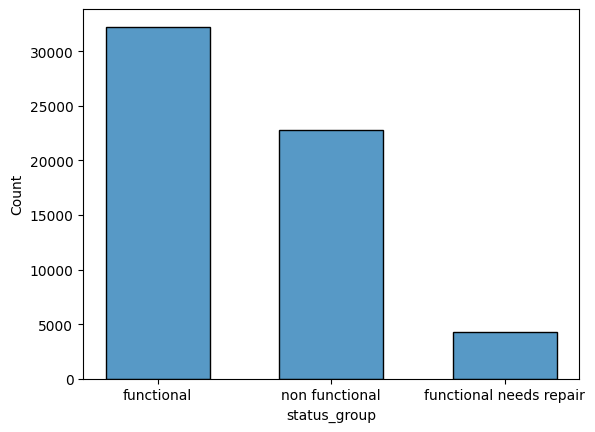 30000
25000
20000
15000
10000
5000
0
Count
functional
non functional
functional needs repair
status_group